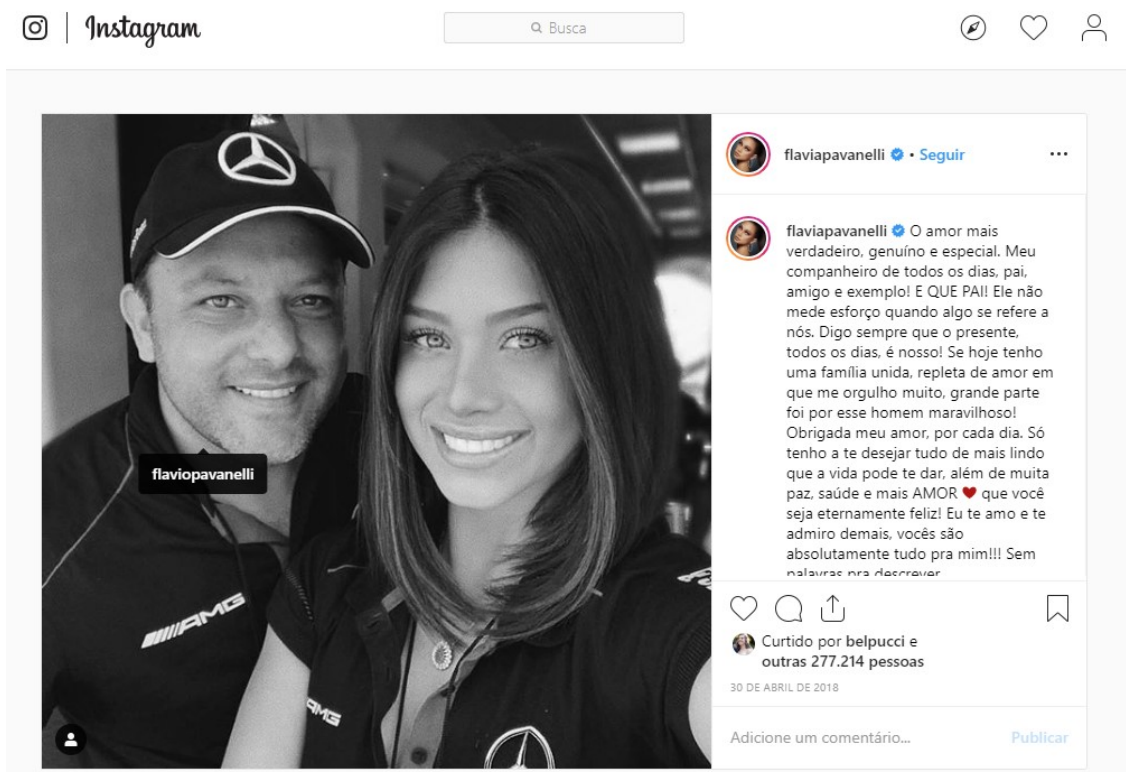 Instagram
Busca
flaviapavanelli • Seguir
flaviapavanelli O amor mais
verdadeiro, genuíno e especial. Meu
companheiro de todos os dias, pai,
amigo e exemplo! E QUE PAI! Ele não
mede esforço quando algo se refere a
nós. Digo sempre que o presente,
todos os dias, é nosso! Se hoje tenho
uma família unida, repleta de amor em
que me orgulho muito, grande parte
foi por esse homem maravilhoso!
Obrigada meu amor, por cada dia. Só
tenho a te desejar tudo de mais lindo
que a vida pode te dar, além de muita
paz, saúde e mais AMOR ❤ que você
seja eternamente feliz! Eu te amo e te
admiro demais, vocês são
absolutamente tudo pra mim!!! Sem
palavras pra descrever
flaviopavanelli
AMG
AMG
Curtido por belpucci e
outras 277.214 pessoas
30 DE ABRIL DE 2018
Adicione um comentário...
Publicar